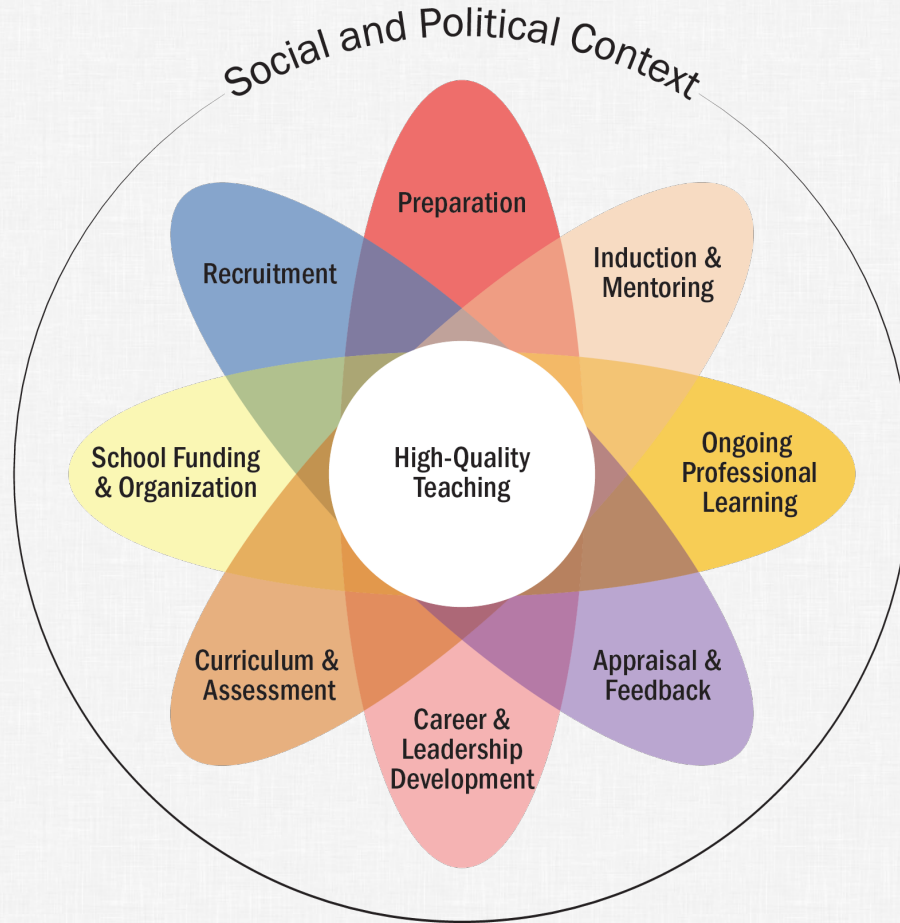 Social and Political Context
Preparation
Induction &
Mentoring
Recruitment
Ongoing
Professional
Learning
School Funding
& Organization
High-Quality
Teaching
Curriculum &
Assessment
Appraisal &
Feedback
Career &
Leadership
Development